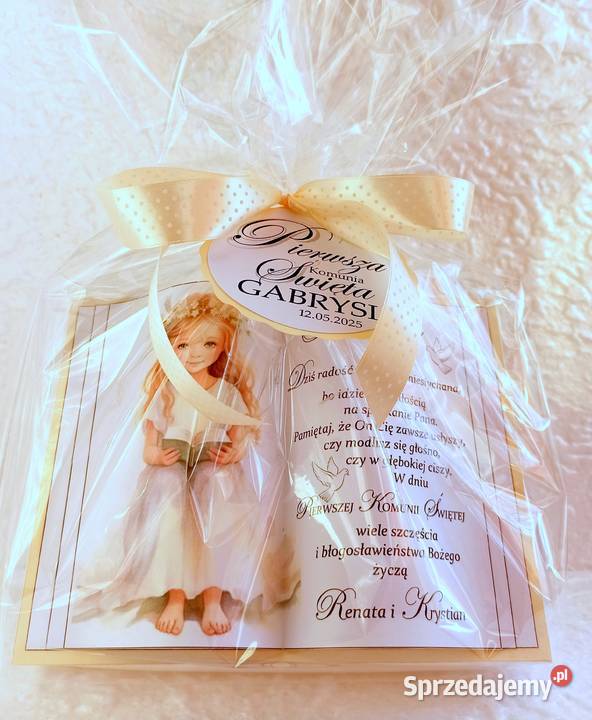 Pierwsza
Komunia
Święta
GABRYSI
12.05.2025
Dziś radość
bo idzie
na spotkanie Pana.
Pamiętaj, że On Cię zawsze usłyszy,
czy modlisz się głośno,
czy w głębokiej ciszy.
W dniu
Pierwszej Komunii Świętej
wiele szczęścia
i błogosławieństwa Bożego
życzą
Renata i Krystian
Sprzedajemy.pl